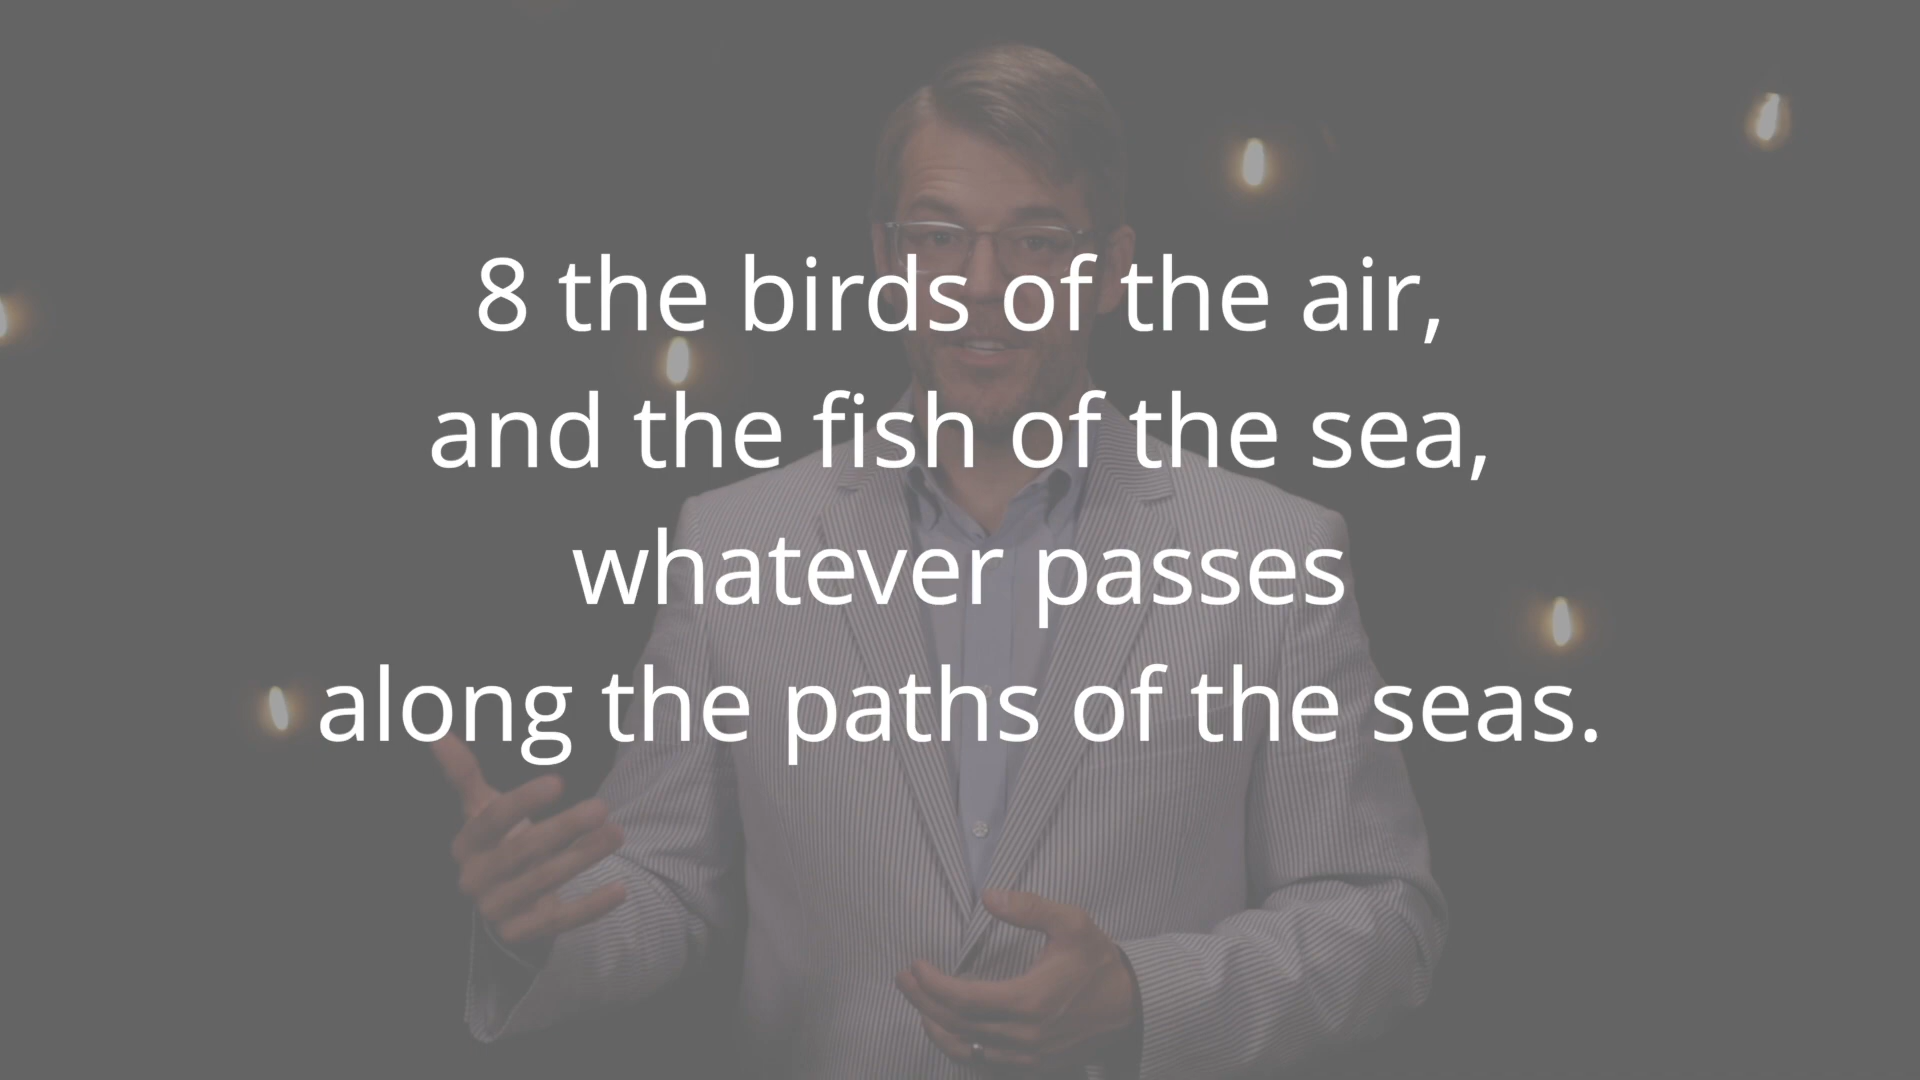 8 the birds of the air,
and the fish of the sea,
whatever passes
along the paths of the seas.